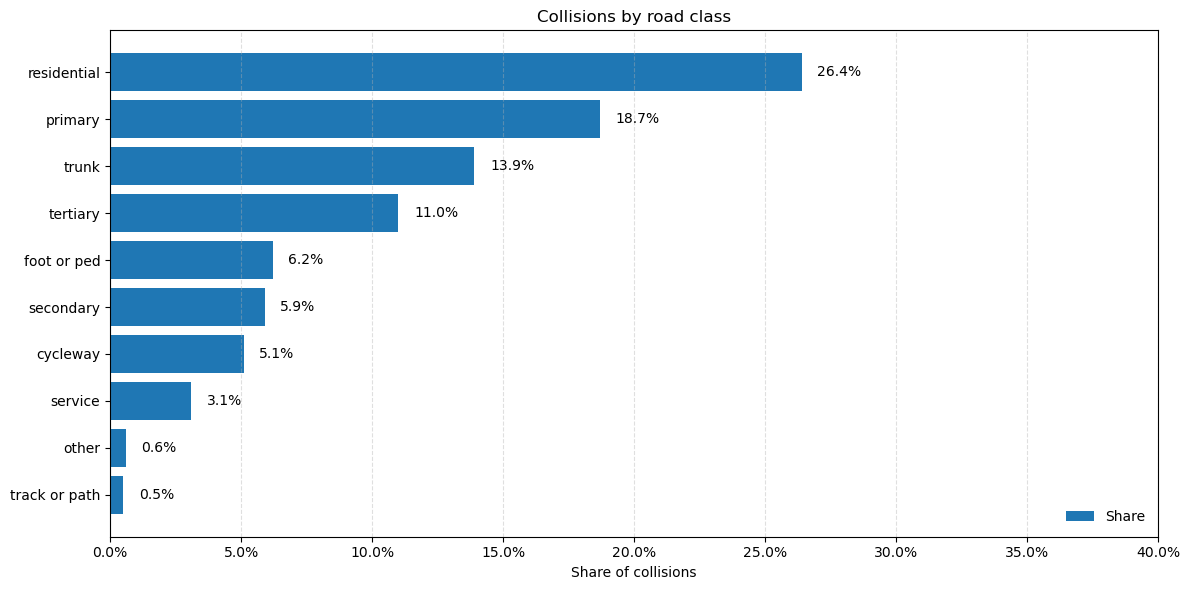 Collisions by road class
residential 26.4%
primary 18.7%
trunk 13.9%
tertiary 11.0%
foot or ped 6.2%
secondary 5.9%
cycleway 5.1%
service 3.1%
other 0.6%
track or path 0.5%
Share
0.0% 5.0% 10.0% 15.0% 20.0% 25.0% 30.0% 35.0% 40.0%
Share of collisions